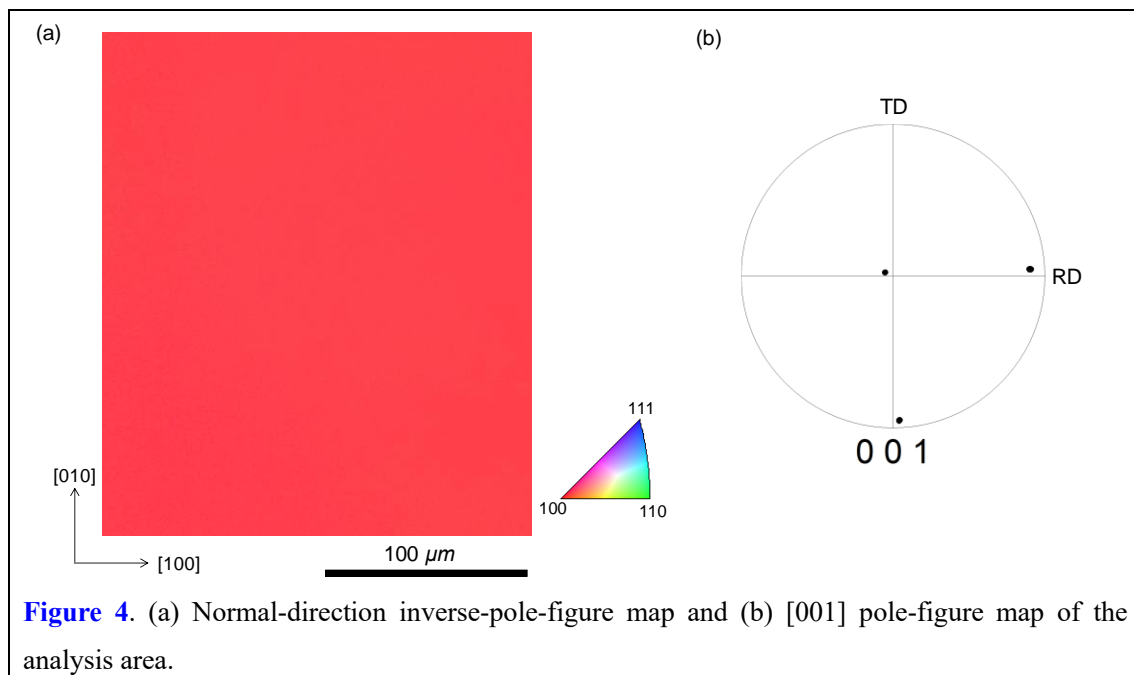 (a)
(b)
TD
RD
0 0 1
111
100
110
[010]
[100]
100 μm
Figure 4. (a) Normal-direction inverse-pole-figure map and (b) [001] pole-figure map of the
analysis area.